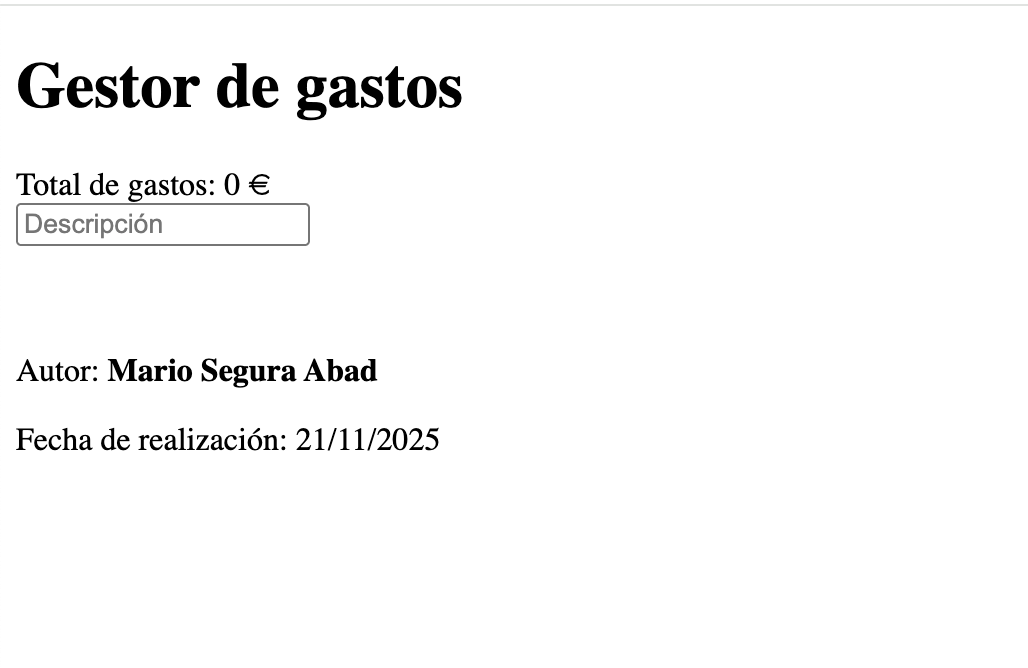 Gestor de gastos
Total de gastos: 0 €
Descripción
Autor: Mario Segura Abad
Fecha de realización: 21/11/2025